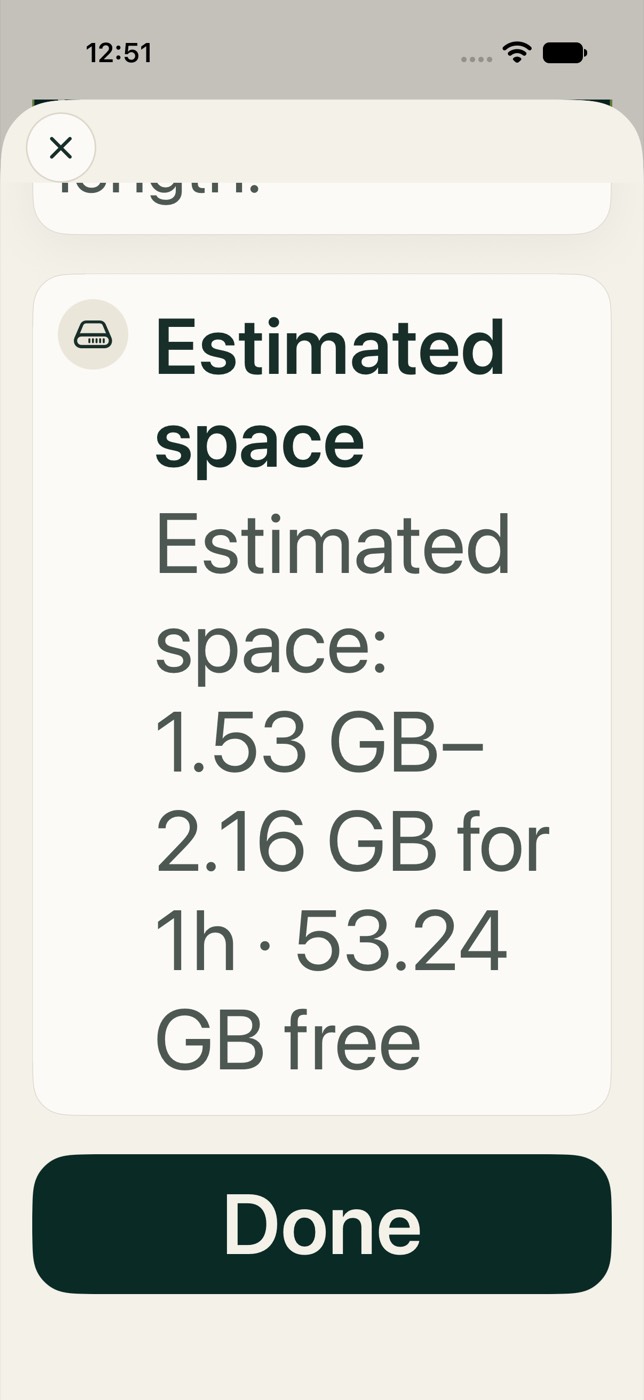 12:51
length.
Estimated
space
Estimated
space:
1.53 GB–
2.16 GB for
1h · 53.24
GB free
Done